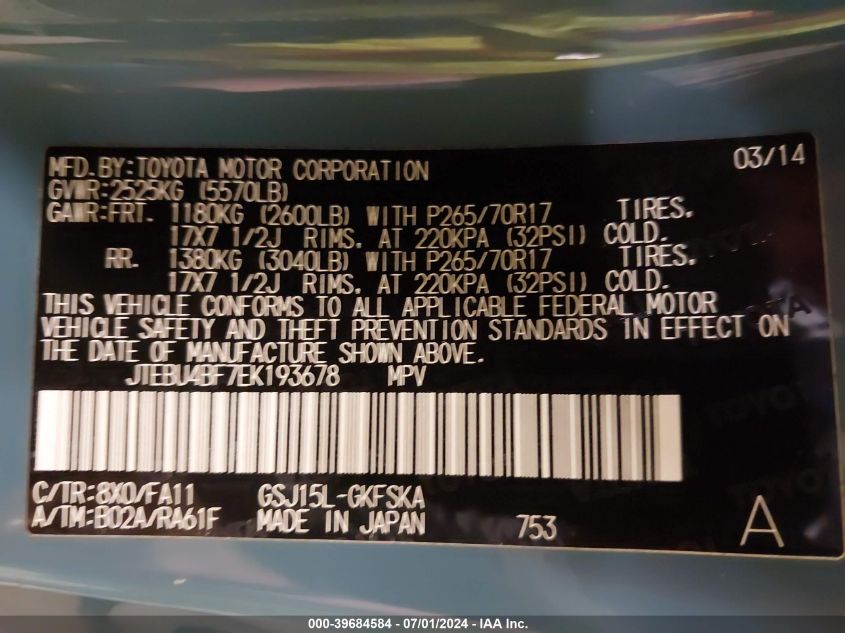 03/14
MFD.BY:TOYOTA MOTOR CORPORATION
GVWR:2525KG (5570LB)
GAWR:FRT. 1180KG (2600LB) WITH P265/70R17 TIRES.
17X7 1/2J RIMS. AT 220KPA (32PSI) COLD.
RR. 1380KG (3040LB) WITH P265/70R17 TIRES.
17X7 1/2J RIMS. AT 220KPA (32PSI) COLD.
THIS VEHICLE CONFORMS TO ALL APPLICABLE FEDERAL MOTOR
VEHICLE SAFETY AND THEFT PREVENTION STANDARDS IN EFFECT ON
THE DATE OF MANUFACTURE SHOWN ABOVE.
JTEBU4BF7EK193678 MPV
C/TR:8X0/FA11 GSJ15L-GKFSKA
A/TM:B02A/RA61F MADE IN JAPAN 753
A
000-39684584 - 07/01/2024 - IAA Inc.